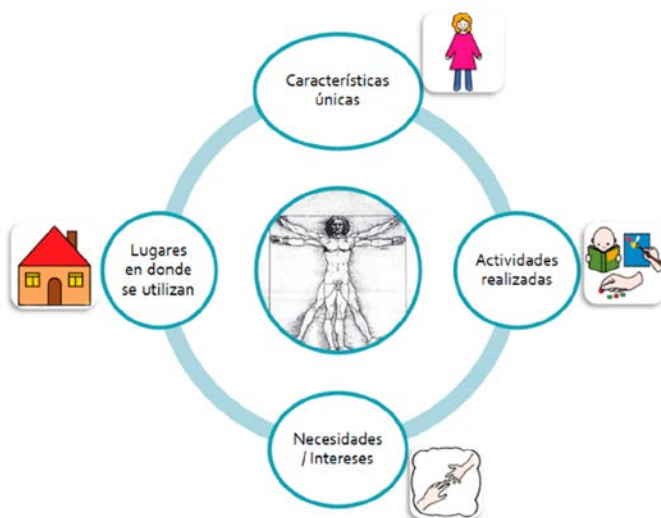 Características
únicas
Lugares
en donde
se utilizan
Actividades
realizadas
Necesidades
/ Intereses